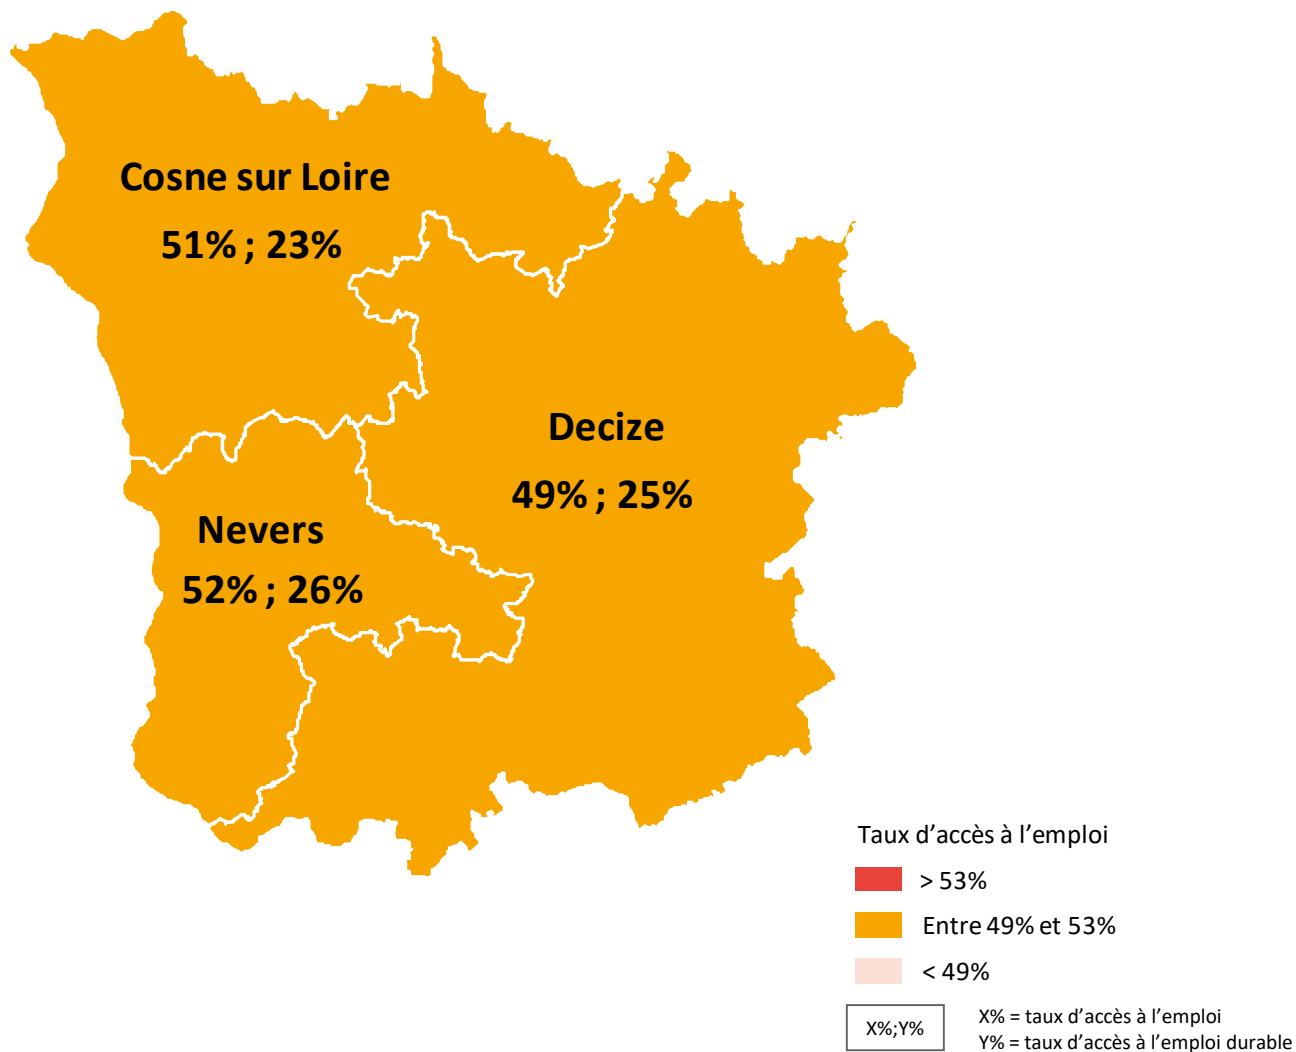 Cosne sur Loire
51% ; 23%
Decize
49% ; 25%
Nevers
52% ; 26%
Taux d’accès à l’emploi
> 53%
Entre 49% et 53%
< 49%
X%;Y%
X% = taux d’accès à l’emploi
Y% = taux d’accès à l’emploi durable